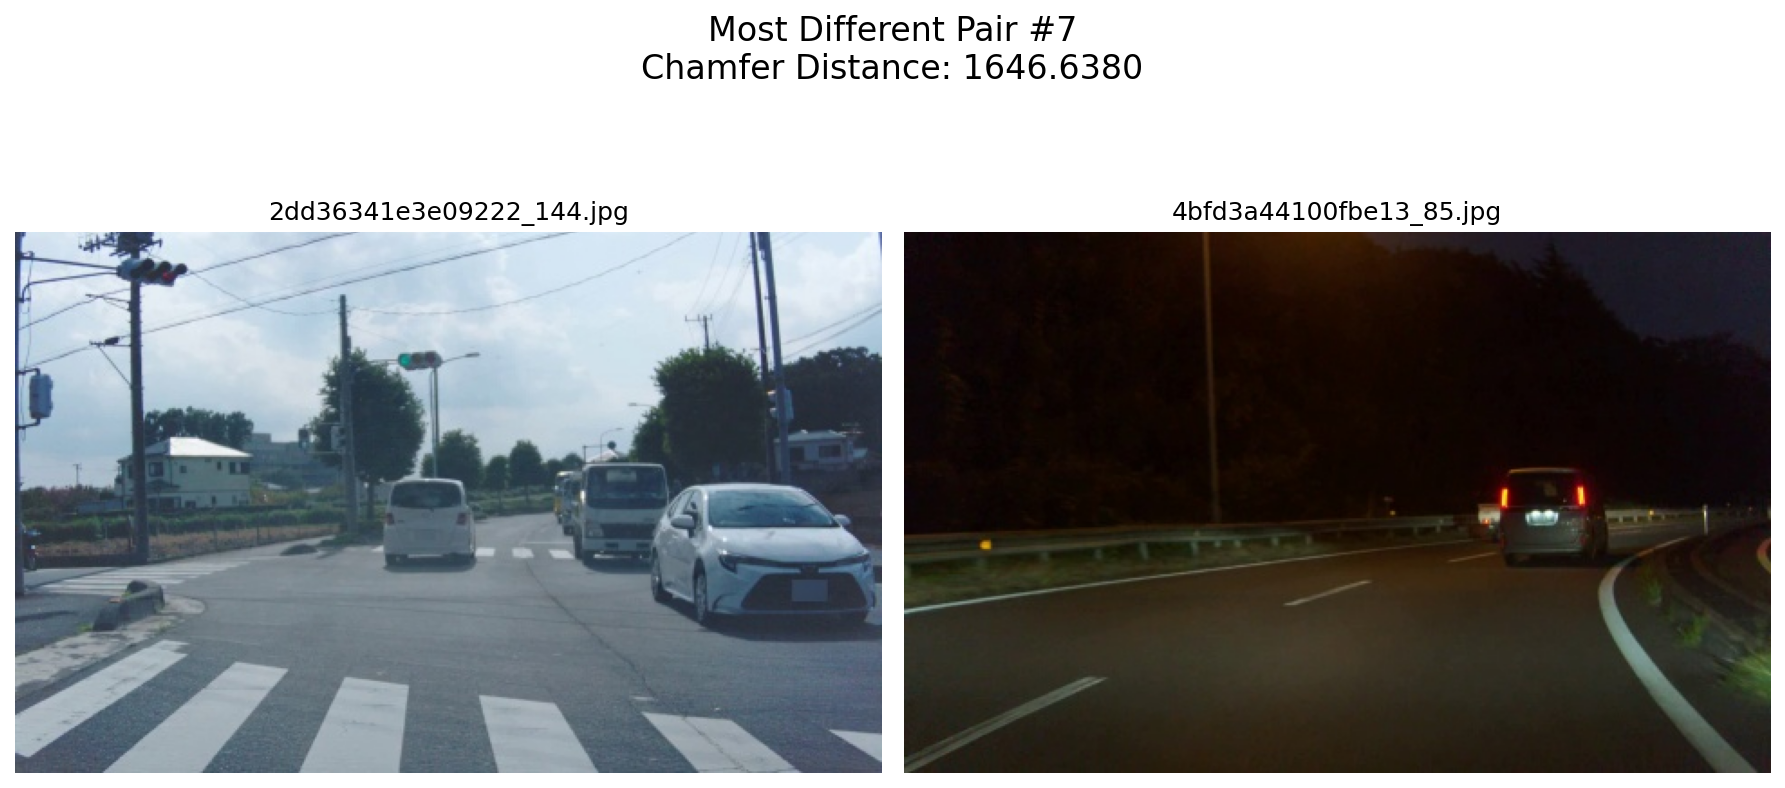 Most Different Pair #7
Chamfer Distance: 1646.6380
2dd36341e3e09222_144.jpg
4bfd3a44100fbe13_85.jpg